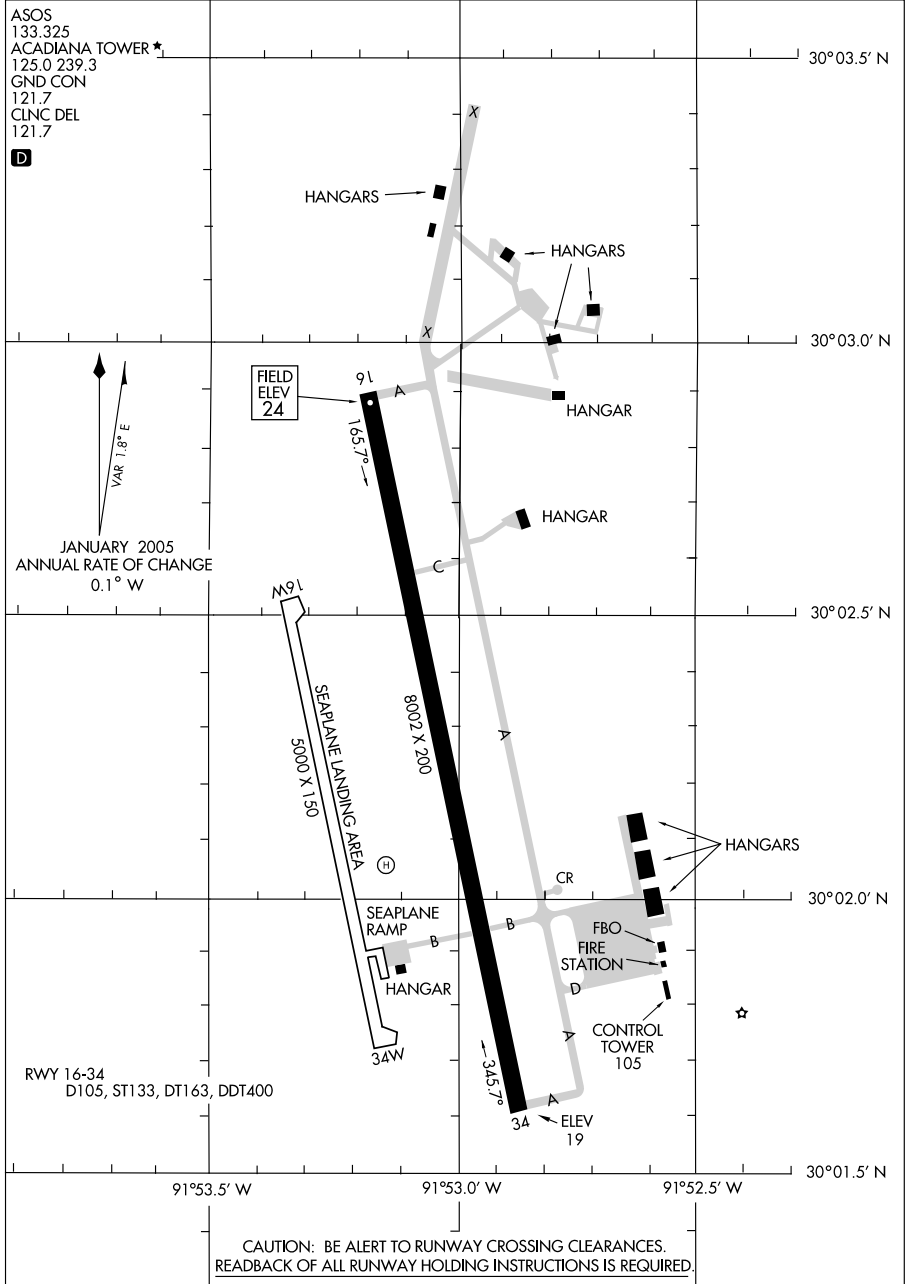 ASOS
133.325
ACADIANA TOWER
125.0 239.3
GND CON
121.7
CLNC DEL
121.7
D
30°03.5' N
X
HANGARS
HANGARS
X
30°03.0' N
FIELD
ELEV
24
16
A
HANGAR
165.7°
VAR 1.8° E
JANUARY 2005
ANNUAL RATE OF CHANGE
0.1° W
HANGAR
C
16W
30°02.5' N
SEAPLANE LANDING AREA
5000 X 150
8002 X 200
A
HANGARS
H
CR
30°02.0' N
SEAPLANE
RAMP
B
B
FBO
FIRE
STATION
HANGAR
D
CONTROL
TOWER
105
A
34W
345.7°
RWY 16-34
D105, ST133, DT163, DDT400
A
34
ELEV
19
30°01.5' N
91°53.5' W
91°53.0' W
91°52.5' W
CAUTION: BE ALERT TO RUNWAY CROSSING CLEARANCES.
READBACK OF ALL RUNWAY HOLDING INSTRUCTIONS IS REQUIRED.